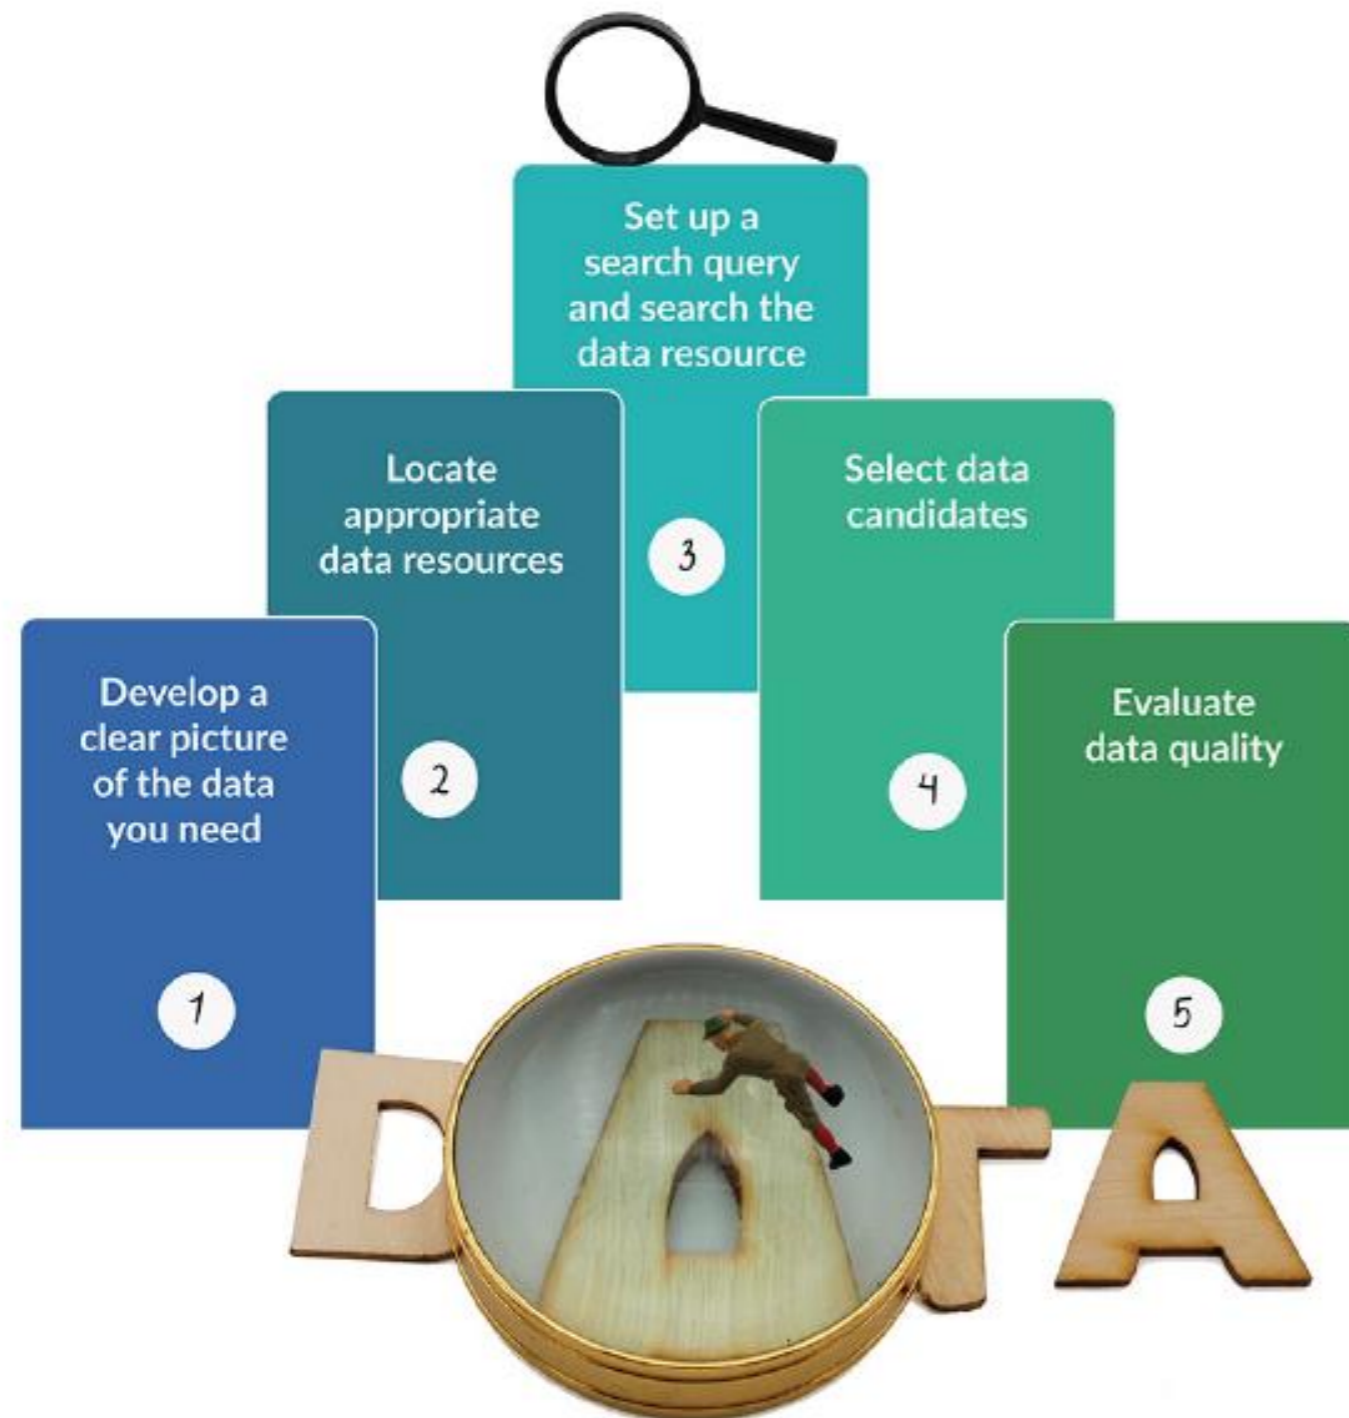 Develop a
clear picture
of the data
you need
1
Locate
appropriate
data resources
2
Set up a
search query
and search the
data resource
3
Select data
candidates
4
Evaluate
data quality
5
DATA